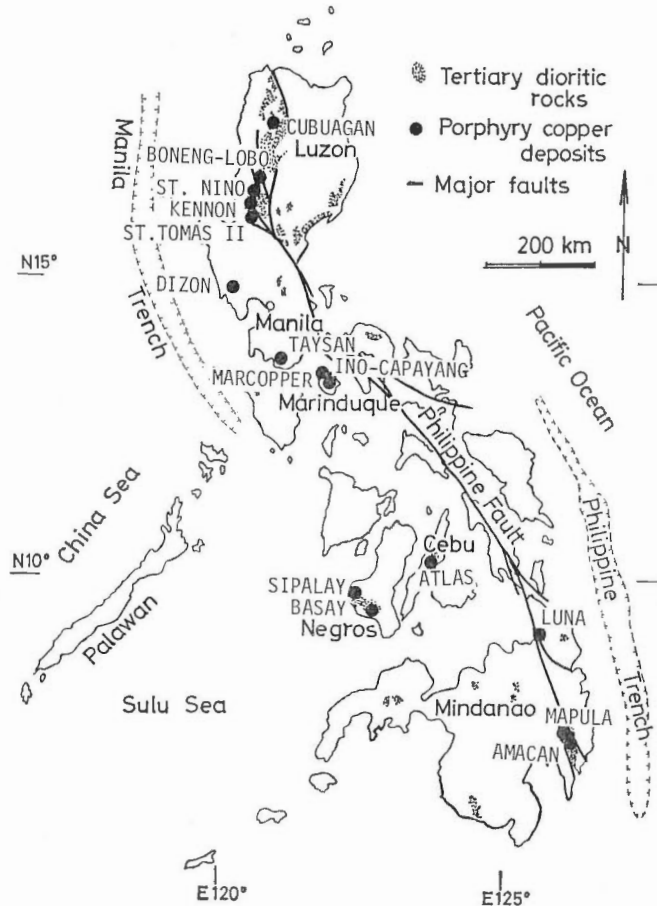 Tertiary dioritic
rocks
Porphyry copper
deposits
Major faults
200 km
N
Manila
Trench
CUBUAGAN
Luzon
BONENG-LOBO
ST. NINO
KENNON
ST.TOMAS II
N15°
DIZON
Manila
TAYSAN
INO-CAPAYANG
MARCOPPER
Márinduque
Pacific Ocean
Philippine Fault
Philippine
Trench
China Sea
N10°
Palawan
Cebu
ATLAS
SIPALAY
BASAY
Negros
LUNA
Sulu Sea
Mindanao
MAPULA
AMACAN
E120°
E125°